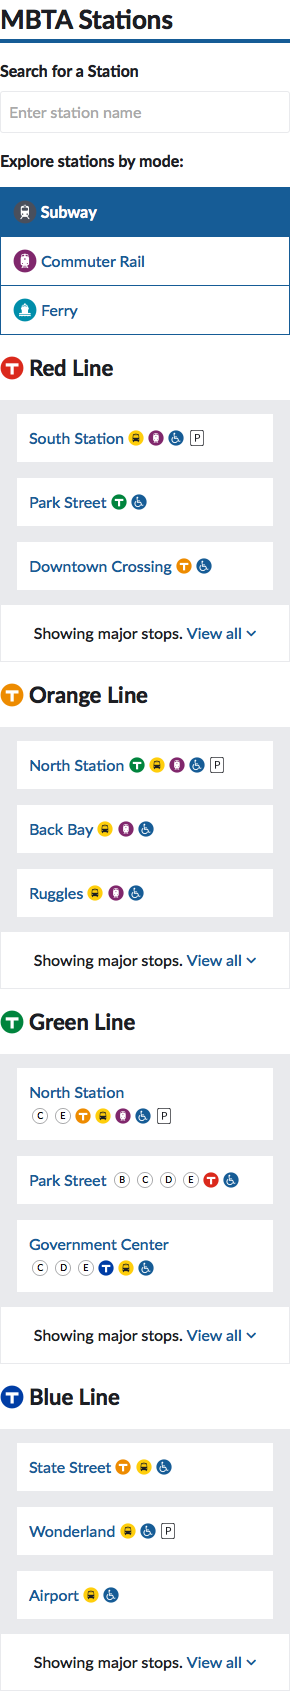 MBTA Stations
Search for a Station
Enter station name
Explore stations by mode:
Subway
Commuter Rail
Ferry
T Red Line
South Station P
Park Street T
Downtown Crossing T
Showing major stops. View all
T Orange Line
North Station T P
Back Bay
Ruggles
Showing major stops. View all
T Green Line
North Station
C E T P
Park Street B C D E T
Government Center
C D E T
Showing major stops. View all
T Blue Line
State Street T
Wonderland P
Airport
Showing major stops. View all